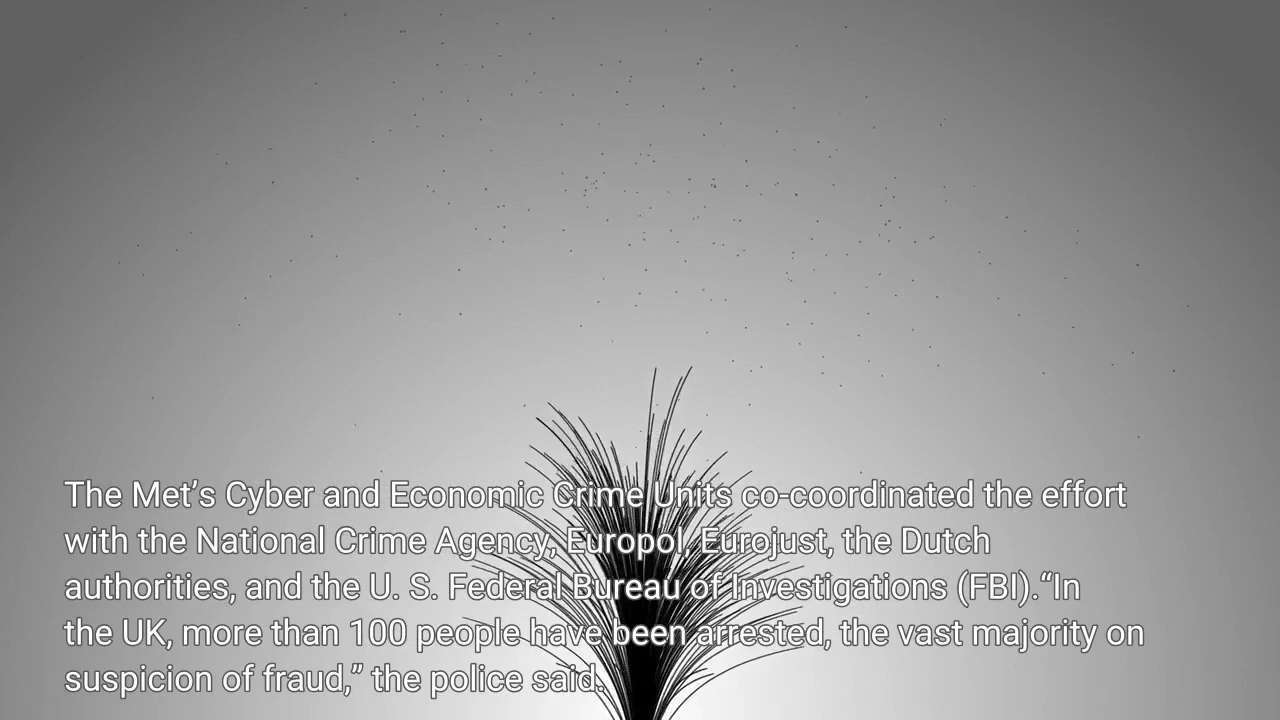 The Met’s Cyber and Economic Crime Units co-coordinated the effort
with the National Crime Agency, Europol, Eurojust, the Dutch
authorities, and the U. S. Federal Bureau of Investigations (FBI).“In
the UK, more than 100 people have been arrested, the vast majority on
suspicion of fraud,” the police said.